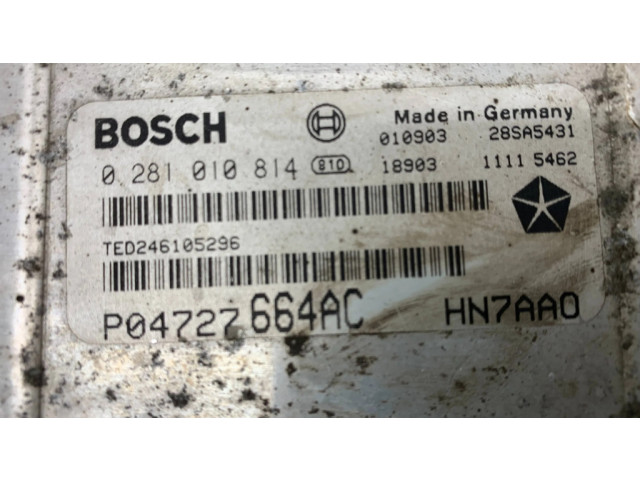 BOSCH Made in Germany
010903 28SA5431
0 281 010 814 810 18903 1111 5462
TED246105296
P04727664AC HN7AA0